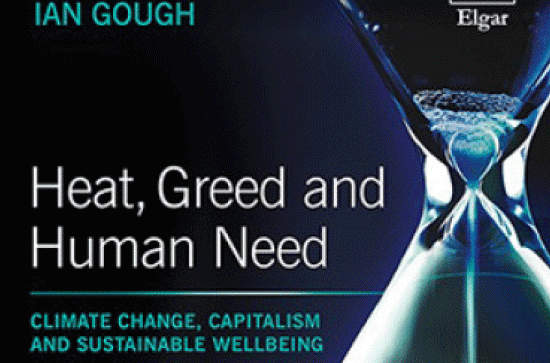 IAN GOUGH
Elgar
Heat, Greed and
Human Need
CLIMATE CHANGE, CAPITALISM
AND SUSTAINABLE WELLBEING